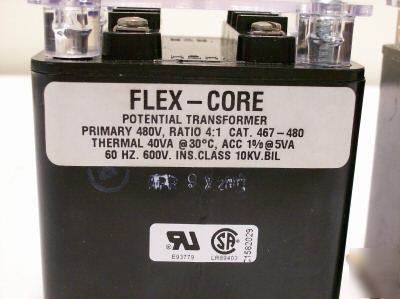 FLEX-CORE
POTENTIAL TRANSFORMER
PRIMARY 480V, RATIO 4:1 CAT. 467-480
THERMAL 40VA @30°C, ACC 1%@5VA
60 HZ. 600V. INS.CLASS 10KV.BIL
E93779
LR89403
C1582029